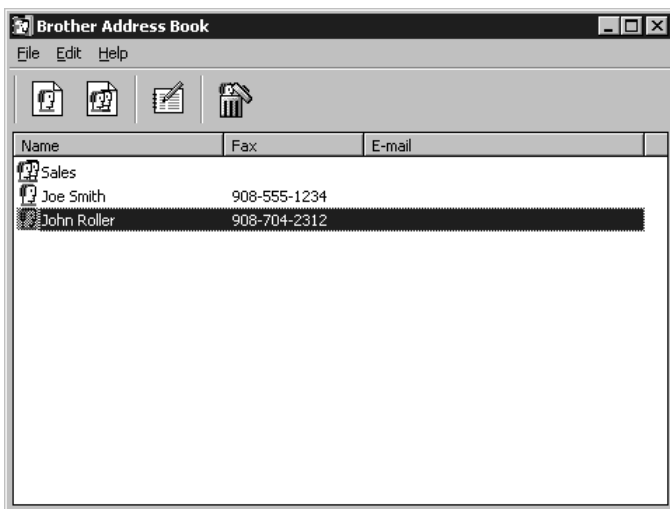 Brother Address Book
File Edit Help
Name Fax E-mail
Sales
Joe Smith 908-555-1234
John Roller 908-704-2312